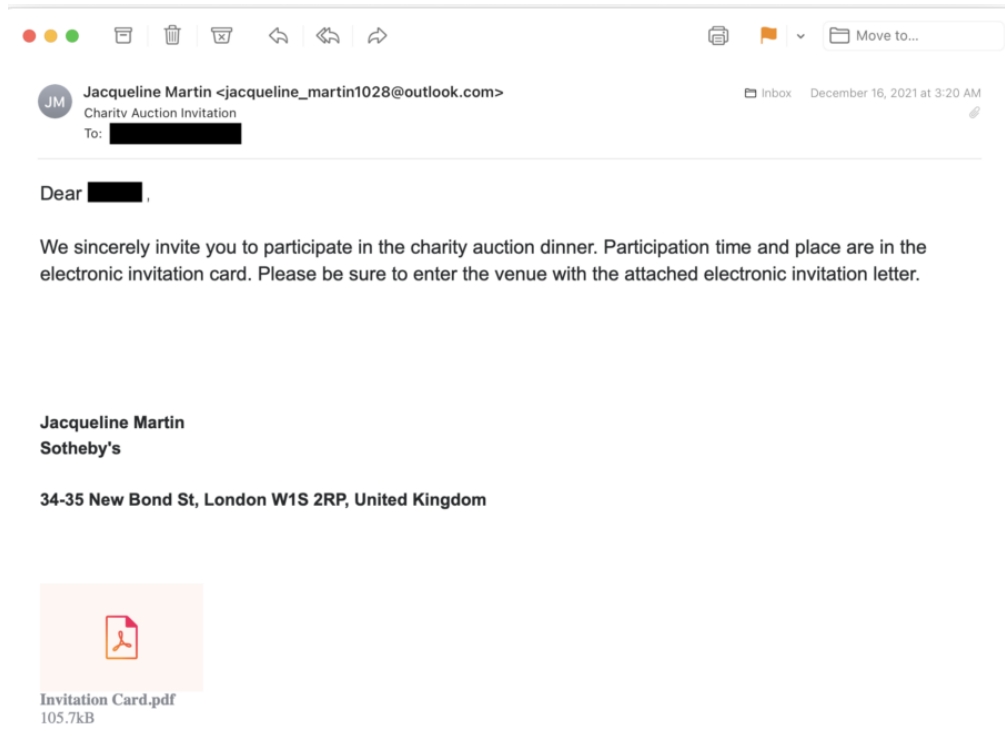 Move to...
JM
Jacqueline Martin <jacqueline_martin1028@outlook.com>
Inbox
December 16, 2021 at 3:20 AM
Charity Auction Invitation
To:
Dear ,
We sincerely invite you to participate in the charity auction dinner. Participation time and place are in the
electronic invitation card. Please be sure to enter the venue with the attached electronic invitation letter.
Jacqueline Martin
Sotheby's
34-35 New Bond St, London W1S 2RP, United Kingdom
Invitation Card.pdf
105.7kB